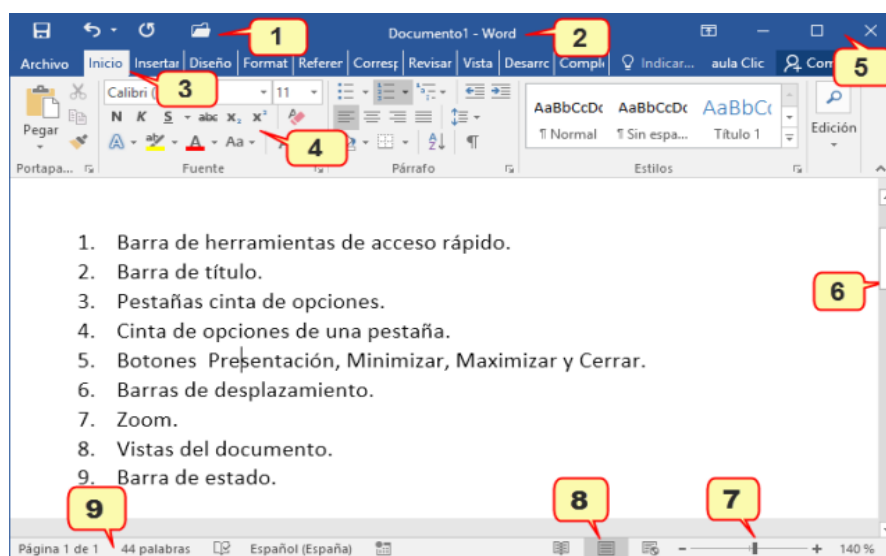 1
Documento1 - Word
2
Archivo Inicio Insertar Diseño Format Referer Corresp Revisar Vista Desarro Comple Indicar... aula Clic Com
5
Calibri ( 11
3
N K S abc X₂ X²
A ab A Aa
4
Pegar
AaBbCcDc AaBbCcDc AaBbCc
¶ Normal ¶ Sin espa... Título 1
Edición
Portapa... Fuente Párrafo Estilos
1. Barra de herramientas de acceso rápido.
2. Barra de título.
3. Pestañas cinta de opciones.
4. Cinta de opciones de una pestaña.
5. Botones Presentación, Minimizar, Maximizar y Cerrar.
6. Barras de desplazamiento.
7. Zoom.
8. Vistas del documento.
9. Barra de estado.
6
9
8
7
Página 1 de 1 44 palabras Español (España) 140 %